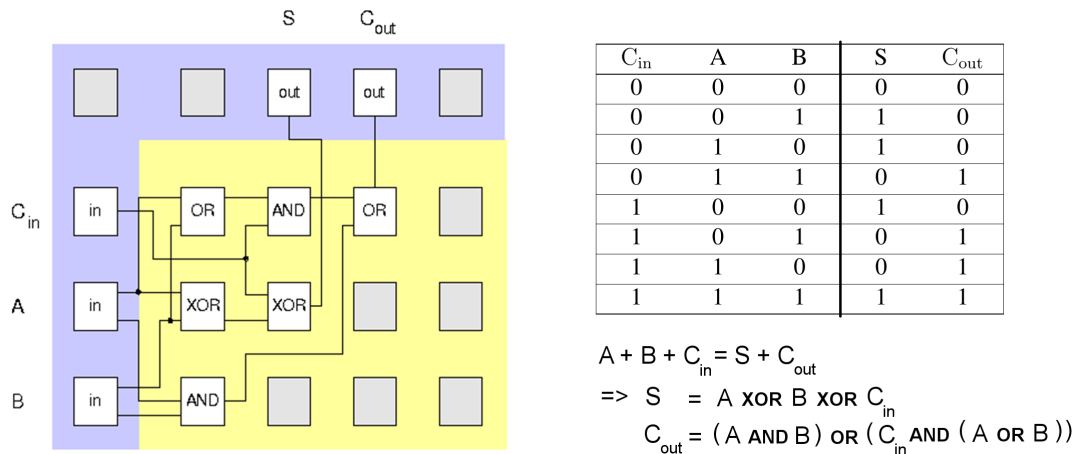 S C_out
out out
C_in in OR AND OR
A in XOR XOR
B in AND
C_in A B S C_out
0 0 0 0 0
0 0 1 1 0
0 1 0 1 0
0 1 1 0 1
1 0 0 1 0
1 0 1 0 1
1 1 0 0 1
1 1 1 1 1
A + B + C_in = S + C_out
=> S = A XOR B XOR C_in
C_out = (A AND B) OR (C_in AND (A OR B))